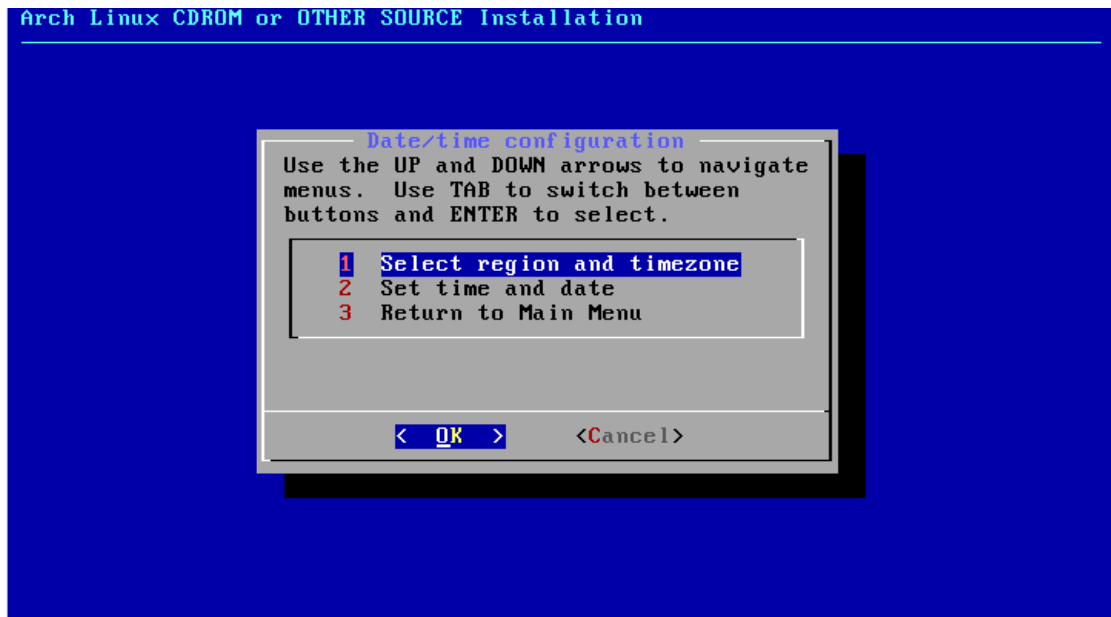 Arch Linux CDROM or OTHER SOURCE Installation
Date/time configuration
Use the UP and DOWN arrows to navigate
menus.  Use TAB to switch between
buttons and ENTER to select.
1  Select region and timezone
2  Set time and date
3  Return to Main Menu
<  OK  >      <Cancel>